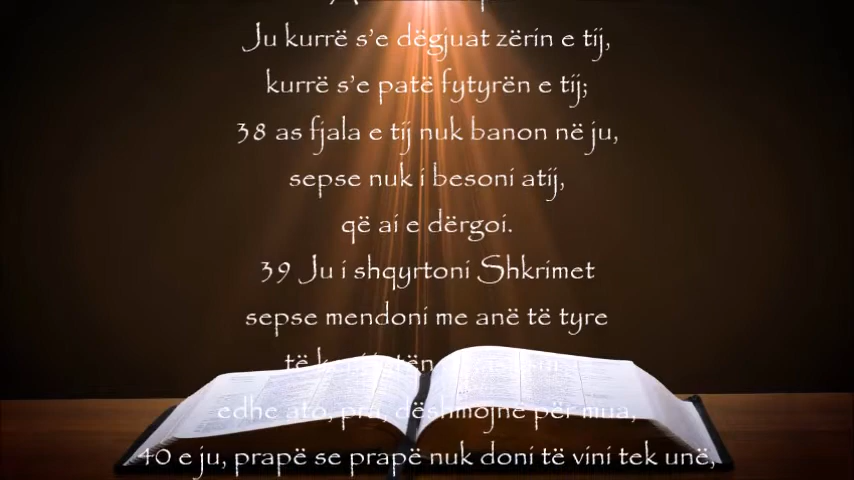 Ju kurrë s'e dëgjuat zërin e tij,
kurrë s'e patë fytyrën e tij;
38 as fjala e tij nuk banon në ju,
sepse nuk i besoni atij,
që ai e dërgoi.
39 Ju i shqyrtoni Shkrimet
sepse mendoni me anë të tyre
të
edhe ato, pra, dëshmojnë për mua,
40 e ju, prapë se prapë nuk doni të vini tek unë,